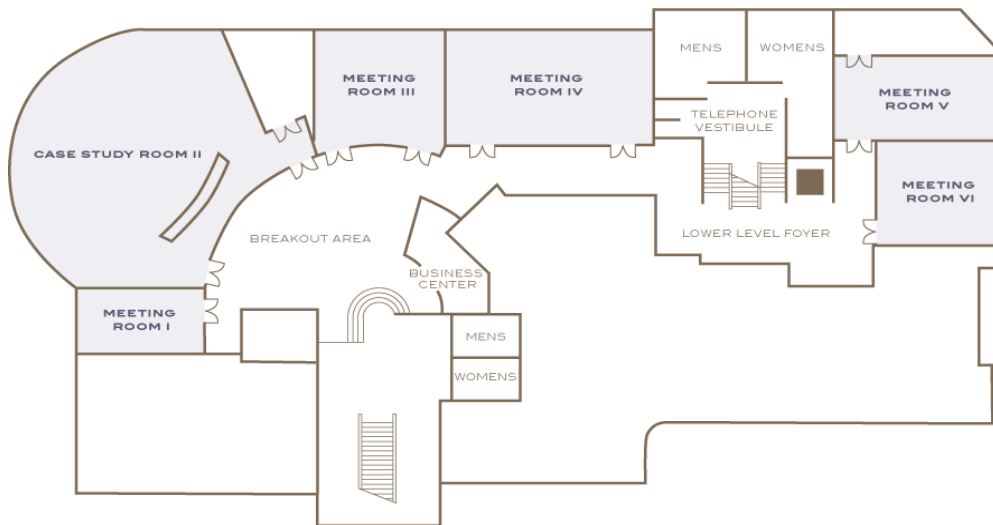 MENS
WOMENS
MEETING
ROOM III
MEETING
ROOM IV
MEETING
ROOM V
TELEPHONE
VESTIBULE
CASE STUDY ROOM II
MEETING
ROOM VI
BREAKOUT AREA
LOWER LEVEL FOYER
BUSINESS
CENTER
MEETING
ROOM I
MENS
WOMENS